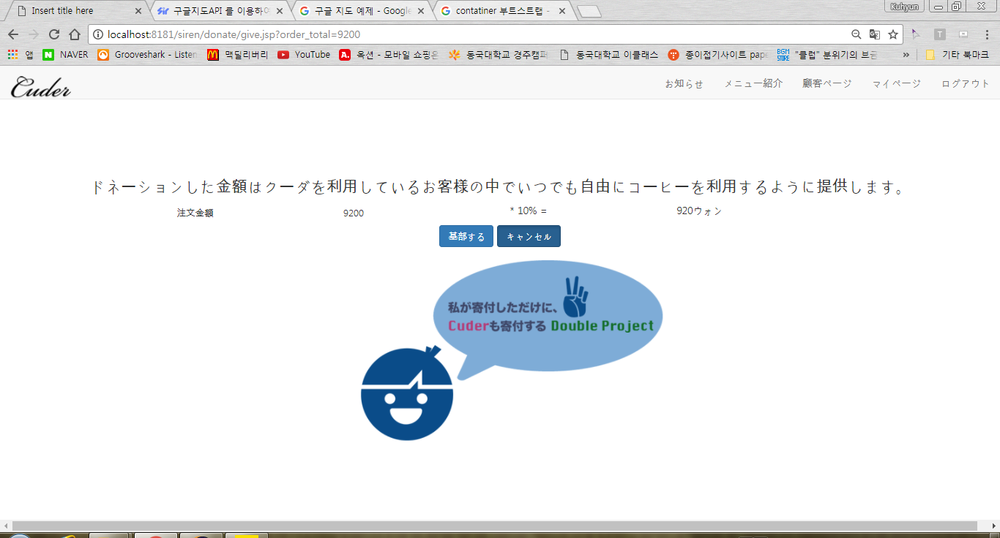 Insert title here
구글지도API 를 이용하여
구글 지도 예제 - Google
contatiner 부트스트랩 -
Kuhyun
localhost:8181/siren/donate/give.jsp?order_total=9200
앱 NAVER Grooveshark - Listen 맥딜리버리 YouTube 옥션 - 모바일 쇼핑은 동국대학교 경주캠퍼 동국대학교 이클래스 종이접기사이트 pape BGM STORE "클럽" 분위기의 브금 » 기타 북마크
Cuder お知らせ メニュー紹介 顧客ページ マイページ ログアウト
ドネーションした金額はクーダを利用しているお客様の中でいつでも自由にコーヒーを利用するように提供します。
注文金額 9200 * 10% = 920ウォン
基部する キャンセル
私が寄付しただけに、
Cuderも寄付する Double Project